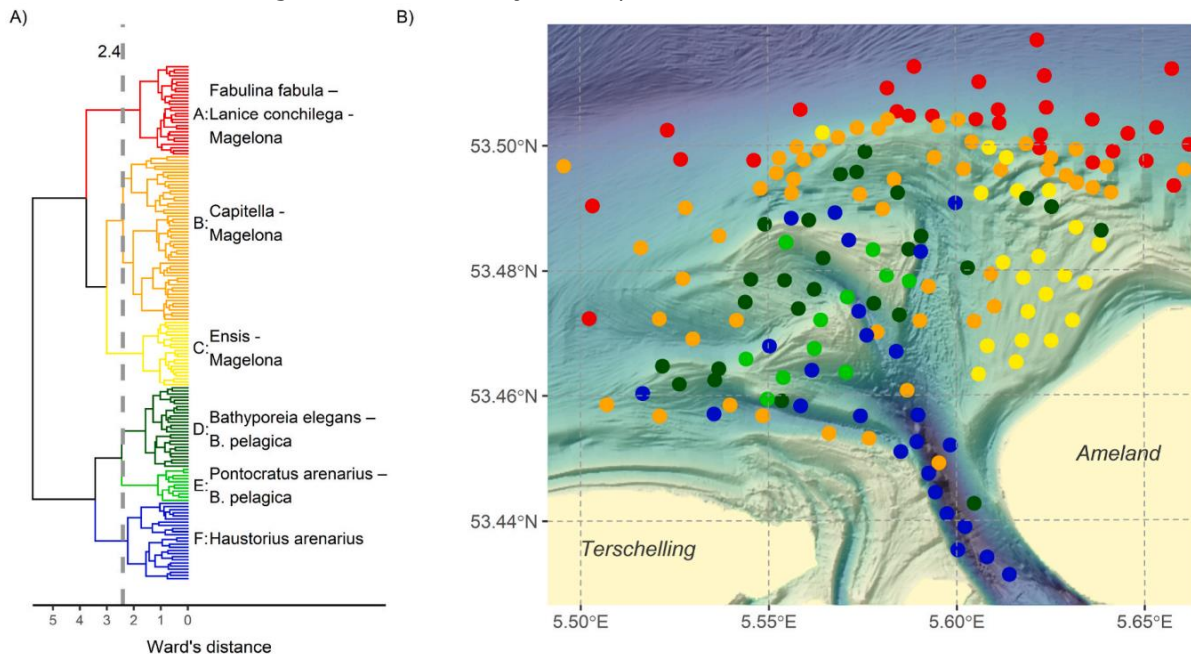 A)
2.4
Fabulina fabula –
A: Lanice conchilega -
Magelona
Capitella -
B: Magelona
Ensis -
C: Magelona
Bathyporeia elegans –
D: B. pelagica
Pontocratus arenarius –
E: B. pelagica
F: Haustorius arenarius
5 4 3 2 1 0
Ward's distance
B)
53.50°N
53.48°N
53.46°N
53.44°N
Ameland
Terschelling
5.50°E 5.55°E 5.60°E 5.65°E